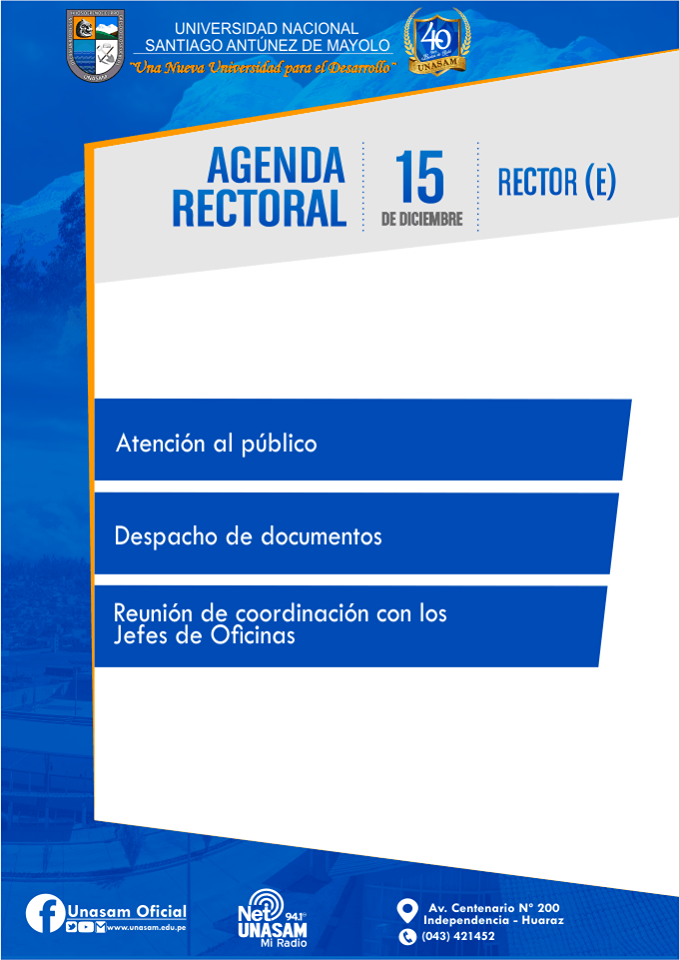 UNIVERSIDAD NACIONAL
SANTIAGO ANTÚNEZ DE MAYOLO
"Una Nueva Universidad para el Desarrollo"
UNASAM
40
UNASAM
AGENDA
RECTORAL
15
DE DICIEMBRE
RECTOR (E)
Atención al público
Despacho de documentos
Reunión de coordinación con los
Jefes de Oficinas
Unasam Oficial
www.unasam.edu.pe
Net 94.1
UNASAM
Mi Radio
Av. Centenario N° 200
Independencia - Huaraz
(043) 421452